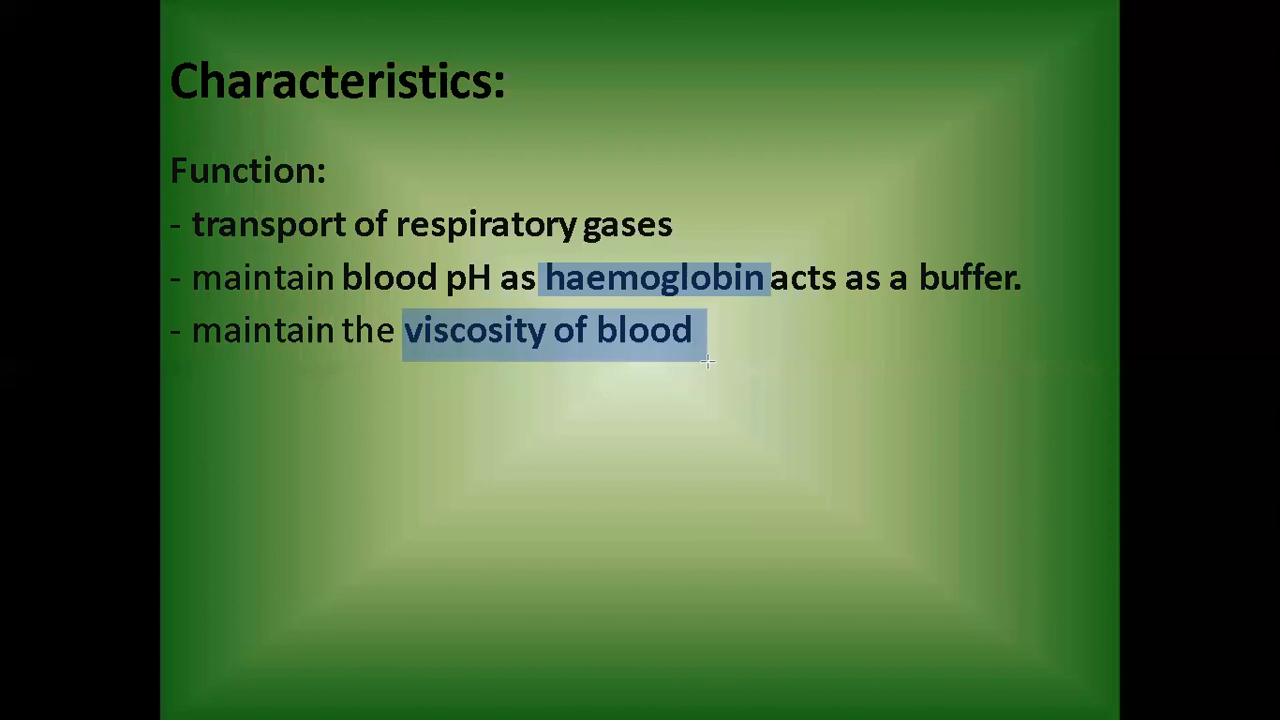 Characteristics:
Function:
- transport of respiratory gases
- maintain blood pH as haemoglobin acts as a buffer.
- maintain the viscosity of blood